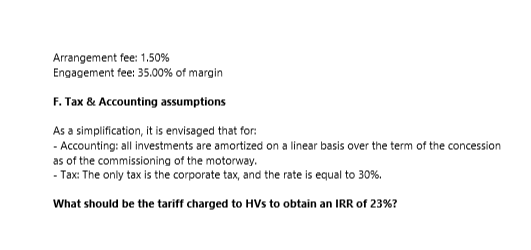 Arrangement fee: 1.50%
Engagement fee: 35.00% of margin
F. Tax & Accounting assumptions
As a simplification, it is envisaged that for:
- Accounting: all investments are amortized on a linear basis over the term of the concession
as of the commissioning of the motorway.
- Tax: The only tax is the corporate tax, and the rate is equal to 30%.
What should be the tariff charged to HVs to obtain an IRR of 23%?